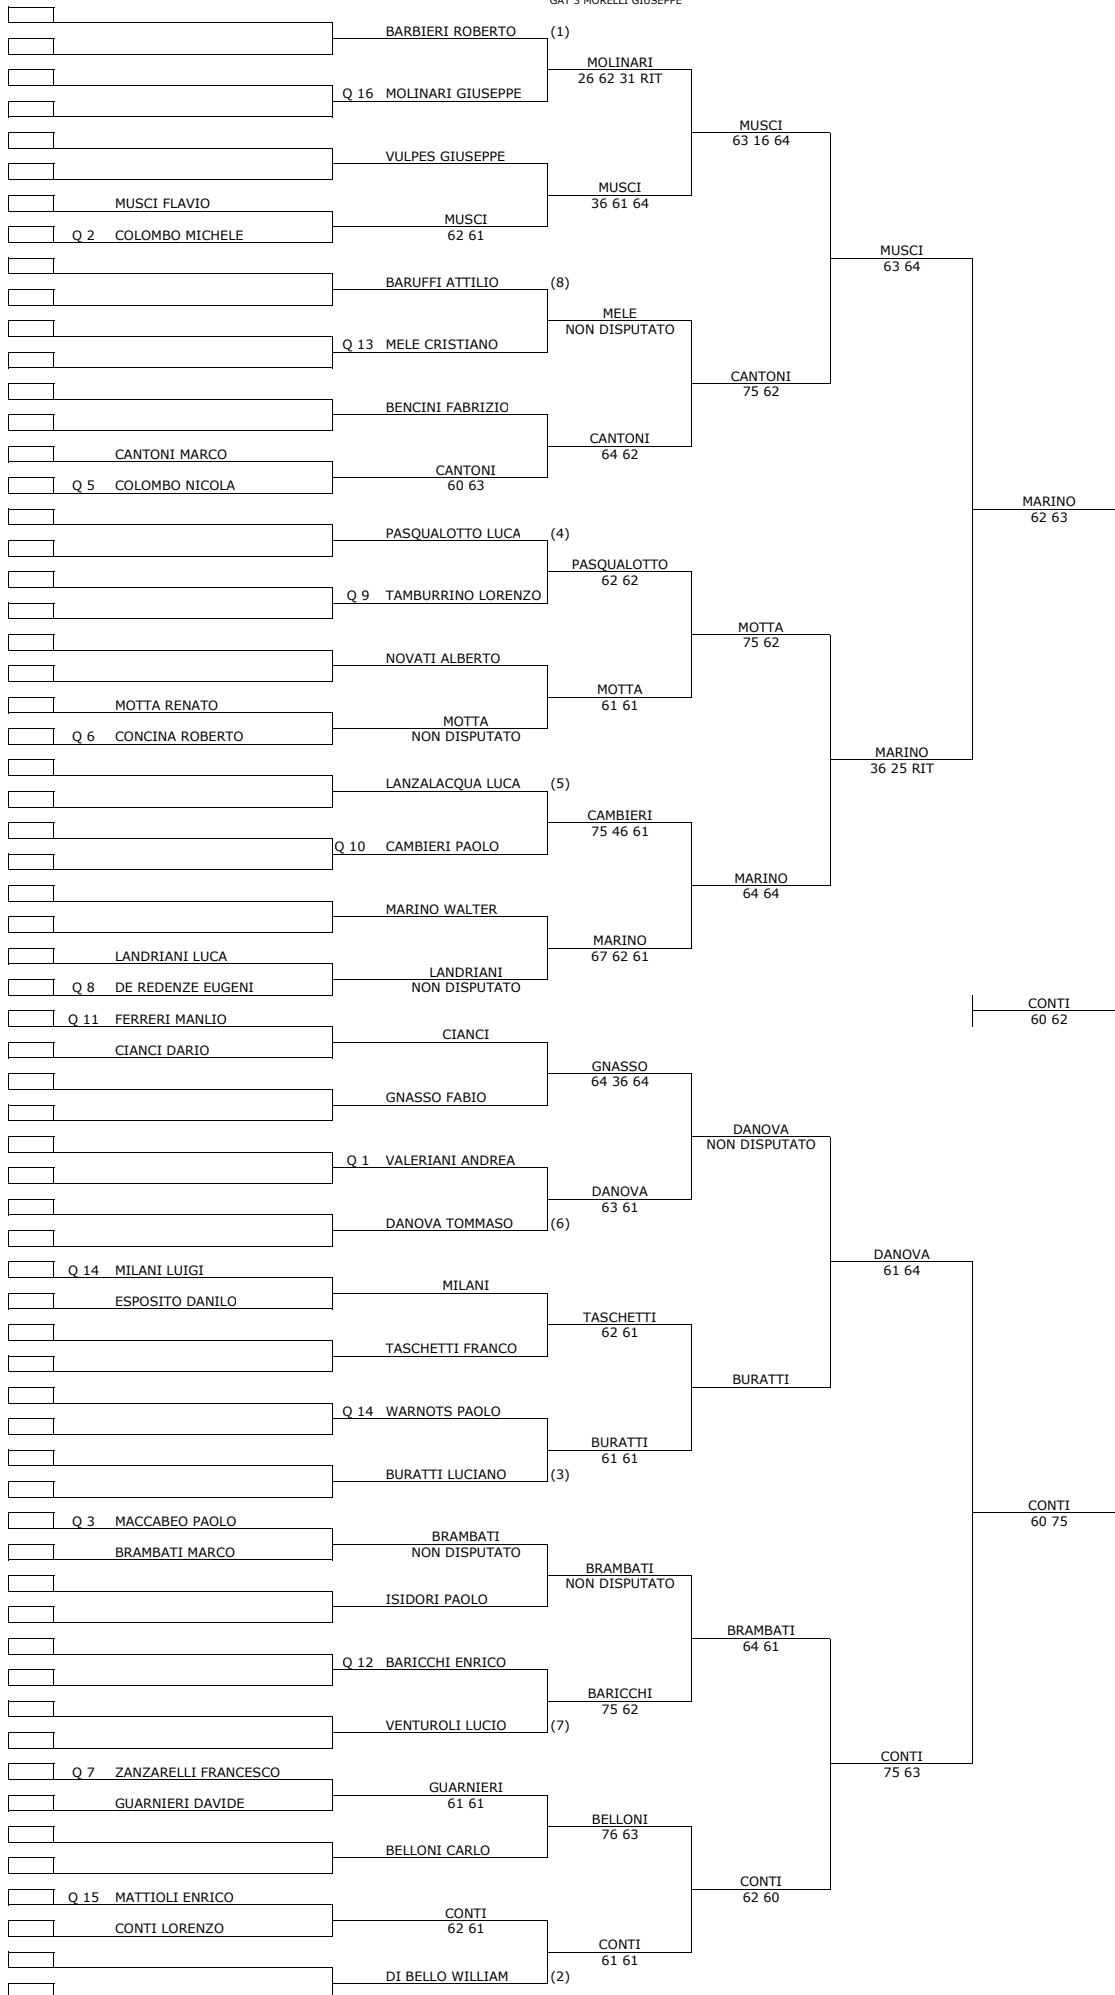 GAT 3 MORELLI GIUSEPPE
BARBIERI ROBERTO (1)
MOLINARI
26 62 31 RIT
Q 16 MOLINARI GIUSEPPE
MUSCI
63 16 64
VULPES GIUSEPPE
MUSCI
36 61 64
MUSCI FLAVIO
MUSCI
62 61
Q 2 COLOMBO MICHELE
MUSCI
63 64
BARUFFI ATTILIO (8)
MELE
NON DISPUTATO
Q 13 MELE CRISTIANO
CANTONI
75 62
BENCINI FABRIZIO
CANTONI
64 62
CANTONI MARCO
CANTONI
60 63
Q 5 COLOMBO NICOLA
MARINO
62 63
PASQUALOTTO LUCA (4)
PASQUALOTTO
62 62
Q 9 TAMBURRINO LORENZO
MOTTA
75 62
NOVATI ALBERTO
MOTTA
61 61
MOTTA RENATO
MOTTA
NON DISPUTATO
Q 6 CONCINA ROBERTO
MARINO
36 25 RIT
LANZALACQUA LUCA (5)
CAMBIERI
75 46 61
Q 10 CAMBIERI PAOLO
MARINO
64 64
MARINO WALTER
MARINO
67 62 61
LANDRIANI LUCA
LANDRIANI
NON DISPUTATO
Q 8 DE REDENZE EUGENI
CONTI
60 62
Q 11 FERRERI MANLIO
CIANCI
CIANCI DARIO
GNASSO
64 36 64
GNASSO FABIO
DANOVA
NON DISPUTATO
Q 1 VALERIANI ANDREA
DANOVA
63 61
DANOVA TOMMASO (6)
DANOVA
61 64
Q 14 MILANI LUIGI
MILANI
ESPOSITO DANILO
TASCHETTI
62 61
TASCHETTI FRANCO
BURATTI
Q 14 WARNOTS PAOLO
BURATTI
61 61
BURATTI LUCIANO (3)
CONTI
60 75
Q 3 MACCABEO PAOLO
BRAMBATI
NON DISPUTATO
BRAMBATI MARCO
BRAMBATI
NON DISPUTATO
ISIDORI PAOLO
BRAMBATI
64 61
Q 12 BARICCHI ENRICO
BARICCHI
75 62
VENTUROLI LUCIO (7)
CONTI
75 63
Q 7 ZANZARELLI FRANCESCO
GUARNIERI
61 61
GUARNIERI DAVIDE
BELLONI
76 63
BELLONI CARLO
CONTI
62 60
Q 15 MATTIOLI ENRICO
CONTI
62 61
CONTI LORENZO
CONTI
61 61
DI BELLO WILLIAM (2)